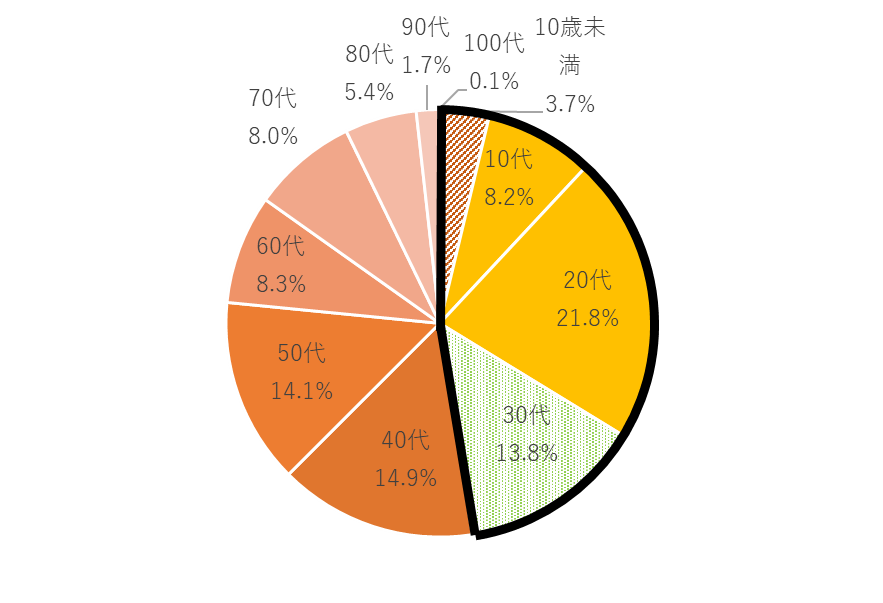 10歳未
満
3.7%
10代
8.2%
20代
21.8%
30代
13.8%
40代
14.9%
50代
14.1%
60代
8.3%
70代
8.0%
80代
5.4%
90代
1.7%
100代
0.1%